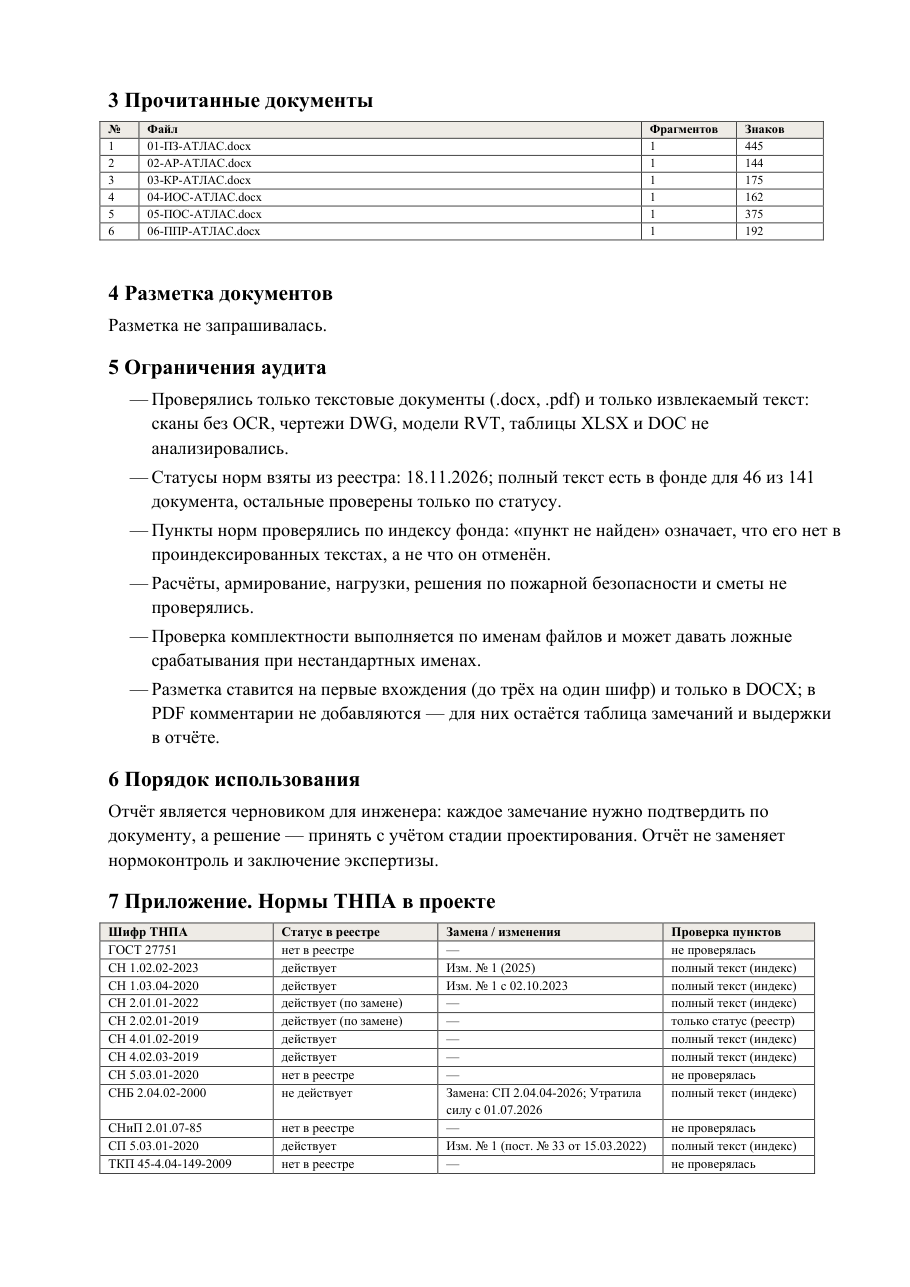 3 Прочитанные документы
№ Файл Фрагментов Знаков
1 01-ПЗ-АТЛАС.docx 1 445
2 02-АР-АТЛАС.docx 1 144
3 03-КР-АТЛАС.docx 1 175
4 04-ИОС-АТЛАС.docx 1 162
5 05-ПОС-АТЛАС.docx 1 375
6 06-ППР-АТЛАС.docx 1 192
4 Разметка документов
Разметка не запрашивалась.
5 Ограничения аудита
— Проверялись только текстовые документы (.docx, .pdf) и только извлекаемый текст:
сканы без OCR, чертежи DWG, модели RVT, таблицы XLSX и DOC не
анализировались.
— Статусы норм взяты из реестра: 18.11.2026; полный текст есть в фонде для 46 из 141
документа, остальные проверены только по статусу.
— Пункты норм проверялись по индексу фонда: «пункт не найден» означает, что его нет в
проиндексированных текстах, а не что он отменён.
— Расчёты, армирование, нагрузки, решения по пожарной безопасности и сметы не
проверялись.
— Проверка комплектности выполняется по именам файлов и может давать ложные
срабатывания при нестандартных именах.
— Разметка ставится на первые вхождения (до трёх на один шифр) и только в DOCX; в
PDF комментарии не добавляются — для них остаётся таблица замечаний и выдержки
в отчёте.
6 Порядок использования
Отчёт является черновиком для инженера: каждое замечание нужно подтвердить по
документу, а решение — принять с учётом стадии проектирования. Отчёт не заменяет
нормоконтроль и заключение экспертизы.
7 Приложение. Нормы ТНПА в проекте
Шифр ТНПА Статус в реестре Замена / изменения Проверка пунктов
ГОСТ 27751 нет в реестре — не проверялась
СН 1.02.02-2023 действует Изм. № 1 (2025) полный текст (индекс)
СН 1.03.04-2020 действует Изм. № 1 с 02.10.2023 полный текст (индекс)
СН 2.01.01-2022 действует (по замене) — полный текст (индекс)
СН 2.02.01-2019 действует (по замене) — только статус (реестр)
СН 4.01.02-2019 действует — полный текст (индекс)
СН 4.02.03-2019 действует — полный текст (индекс)
СН 5.03.01-2020 нет в реестре — не проверялась
СНБ 2.04.02-2000 не действует Замена: СП 2.04.04-2026; Утратила полный текст (индекс)
силу с 01.07.2026
СНиП 2.01.07-85 нет в реестре — не проверялась
СП 5.03.01-2020 действует Изм. № 1 (пост. № 33 от 15.03.2022) полный текст (индекс)
ТКП 45-4.04-149-2009 нет в реестре — не проверялась